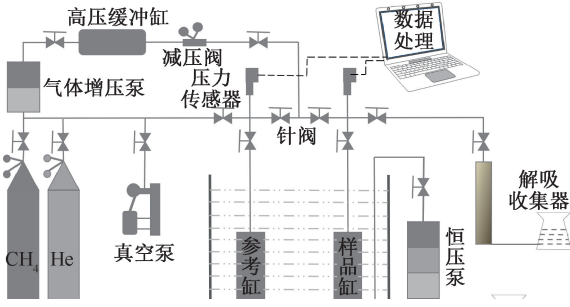 高压缓冲缸
数据
处理
减压阀
气体增压泵
压力
传感器
针阀
解吸
收集器
真空泵
CH4
He
参考
缸
样品
缸
恒
压
泵